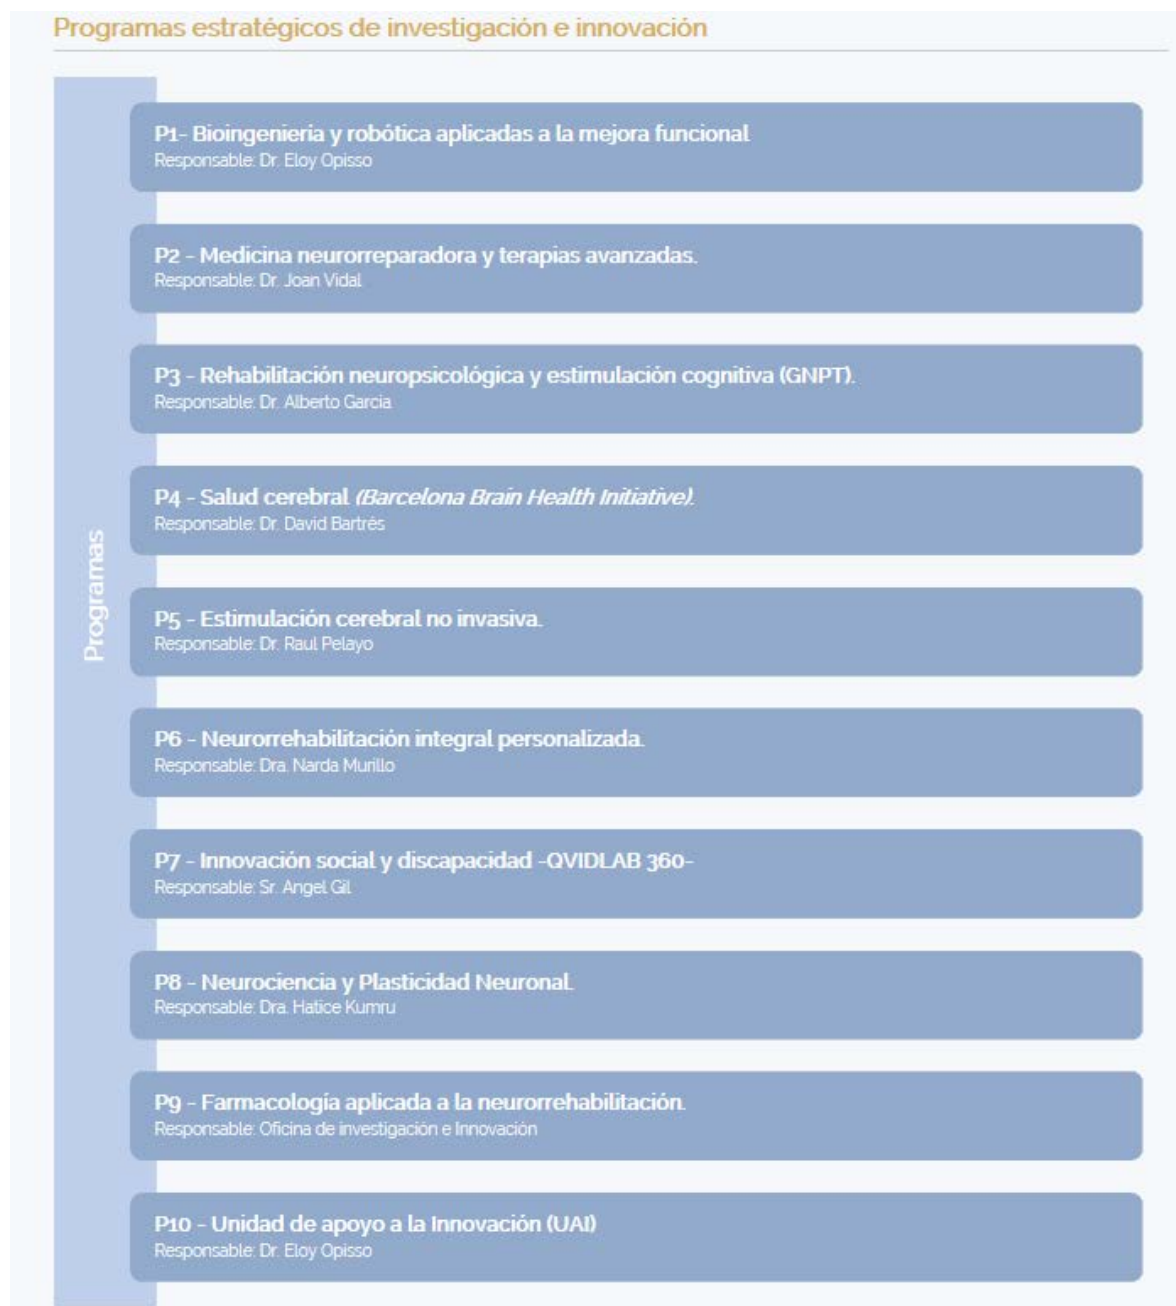 Programas estratégicos de investigación e innovación
Programas
P1- Bioingeniería y robótica aplicadas a la mejora funcional
Responsable: Dr. Eloy Opisso
P2 - Medicina neurorreparadora y terapias avanzadas.
Responsable: Dr. Joan Vidal
P3 - Rehabilitación neuropsicológica y estimulación cognitiva (GNPT).
Responsable: Dr. Alberto Garcia
P4 - Salud cerebral (Barcelona Brain Health Initiative).
Responsable: Dr. David Bartrés
P5 - Estimulación cerebral no invasiva.
Responsable: Dr. Raul Pelayo
P6 - Neurorrehabilitación integral personalizada.
Responsable: Dra. Narda Murillo
P7 - Innovación social y discapacidad -QVIDLAB 360-
Responsable: Sr. Angel Gil
P8 - Neurociencia y Plasticidad Neuronal.
Responsable: Dra. Hatice Kumru
P9 - Farmacología aplicada a la neurorrehabilitación.
Responsable: Oficina de investigación e Innovación
P10 - Unidad de apoyo a la Innovación (UAI)
Responsable: Dr. Eloy Opisso